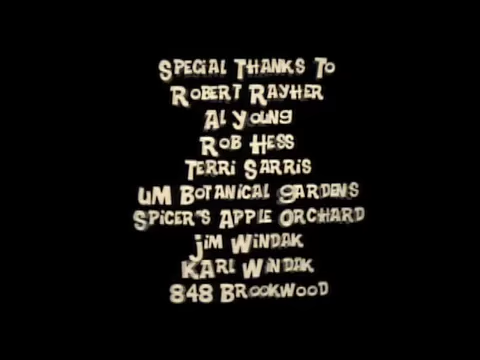 Special Thanks To
Robert Rayher
Al Young
Rob Hess
Terri Sarris
UM Botanical Gardens
Spicer's Apple Orchard
Jim Windak
Karl Windak
848 Brookwood